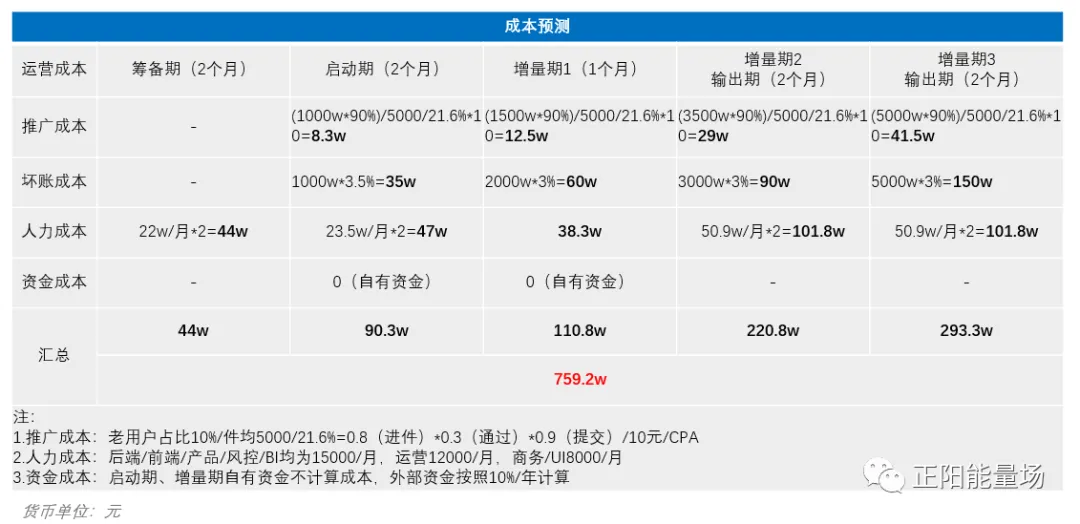 成本预测
运营成本 筹备期（2个月） 启动期（2个月） 增量期1（1个月） 增量期2 输出期（2个月） 增量期3 输出期（2个月）
推广成本 - (1000w*90%)/5000/21.6%*10=8.3w (1500w*90%)/5000/21.6%*10=12.5w (3500w*90%)/5000/21.6%*10=29w (5000w*90%)/5000/21.6%*10=41.5w
坏账成本 - 1000w*3.5%=35w 2000w*3%=60w 3000w*3%=90w 5000w*3%=150w
人力成本 22w/月*2=44w 23.5w/月*2=47w 38.3w 50.9w/月*2=101.8w 50.9w/月*2=101.8w
资金成本 - 0（自有资金） 0（自有资金） - -
汇总 44w 90.3w 110.8w 220.8w 293.3w
759.2w
注：
1.推广成本：老用户占比10%/件均5000/21.6%=0.8（进件）*0.3（通过）*0.9（提交）/10元/CPA
2.人力成本：后端/前端/产品/风控/BI均为15000/月，运营12000/月，商务/UI8000/月
3.资金成本：启动期、增量期自有资金不计算成本，外部资金按照10%/年计算
正阳能量场
货币单位：元